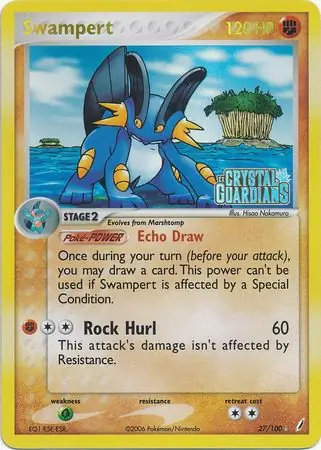 Swampert 120 HP
EX CRYSTAL
GUARDIANS
Illus. Hisao Nakamura
STAGE 2
Evolves from Marshtomp
Poké-POWER Echo Draw
Once during your turn (before your attack),
you may draw a card. This power can't be
used if Swampert is affected by a Special
Condition.
Rock Hurl 60
This attack's damage isn't affected by
Resistance.
weakness resistance retreat cost
©2006 Pokémon/Nintendo 27/100